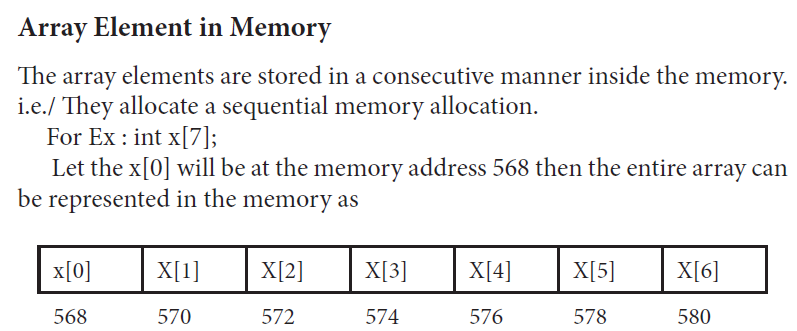 Array Element in Memory
The array elements are stored in a consecutive manner inside the memory.
i.e./ They allocate a sequential memory allocation.
For Ex : int x[7];
Let the x[0] will be at the memory address 568 then the entire array can
be represented in the memory as
x[0] X[1] X[2] X[3] X[4] X[5] X[6]
568 570 572 574 576 578 580